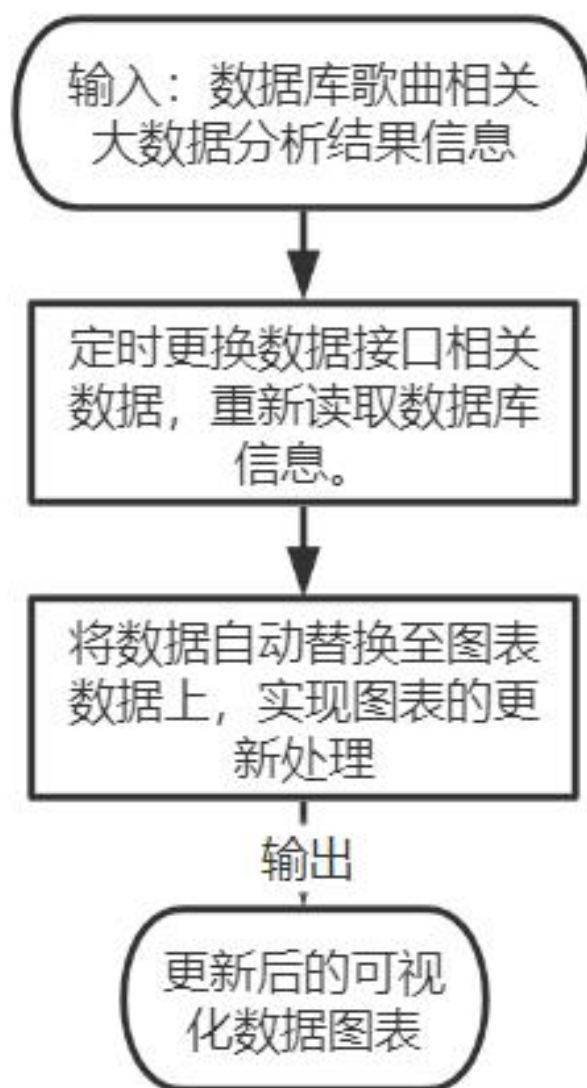 输入：数据库歌曲相关
大数据分析结果信息
定时更换数据接口相关
数据，重新读取数据库
信息。
将数据自动替换至图表
数据上，实现图表的更
新处理
输出
更新后的可视
化数据图表